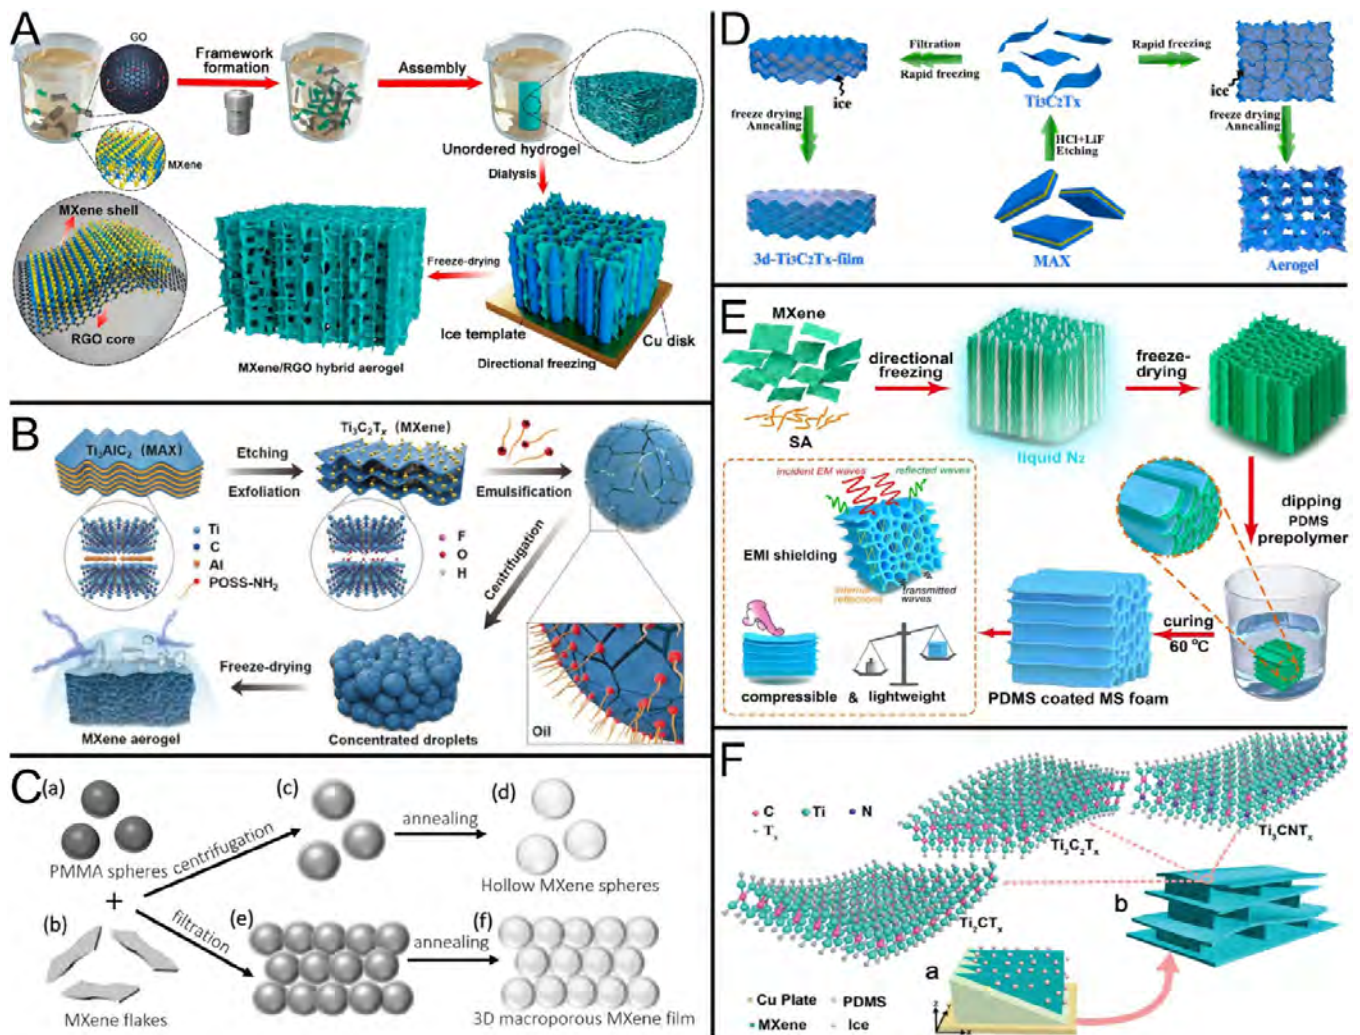 A
GO
Framework
formation
Assembly
MXene
Unordered hydrogel
Dialysis
MXene shell
RGO core
Freeze-drying
Ice template
Cu disk
Directional freezing
MXene/RGO hybrid aerogel
B
Ti₃AlC₂ (MAX)
Etching
Exfoliation
Ti₃C₂Tₓ (MXene)
Emulsification
Ti
C
Al
POSS-NH₂
F
O
H
Centrifugation
Freeze-drying
MXene aerogel
Concentrated droplets
Oil
C
(a)
PMMA spheres
+
(b)
MXene flakes
centrifugation
filtration
(c)
annealing
(d)
Hollow MXene spheres
(e)
annealing
(f)
3D macroporous MXene film
D
ice
Filtration
Rapid freezing
Ti3C2Tx
Rapid freezing
ice
freeze drying
Annealing
HCl+LiF
Etching
freeze drying
Annealing
3d-Ti3C2Tx-film
MAX
Aerogel
E
MXene
SA
directional
freezing
liquid N₂
freeze-
drying
dipping
PDMS
prepolymer
curing
60 °C
PDMS coated MS foam
incident EM waves
reflected waves
EMI shielding
internal
reflections
transmitted
waves
compressible & lightweight
F
C Ti N
Tₓ
Ti₃C₂Tₓ
Ti₃CNTₓ
Ti₂CTₓ
b
a
Cu Plate PDMS
MXene Ice